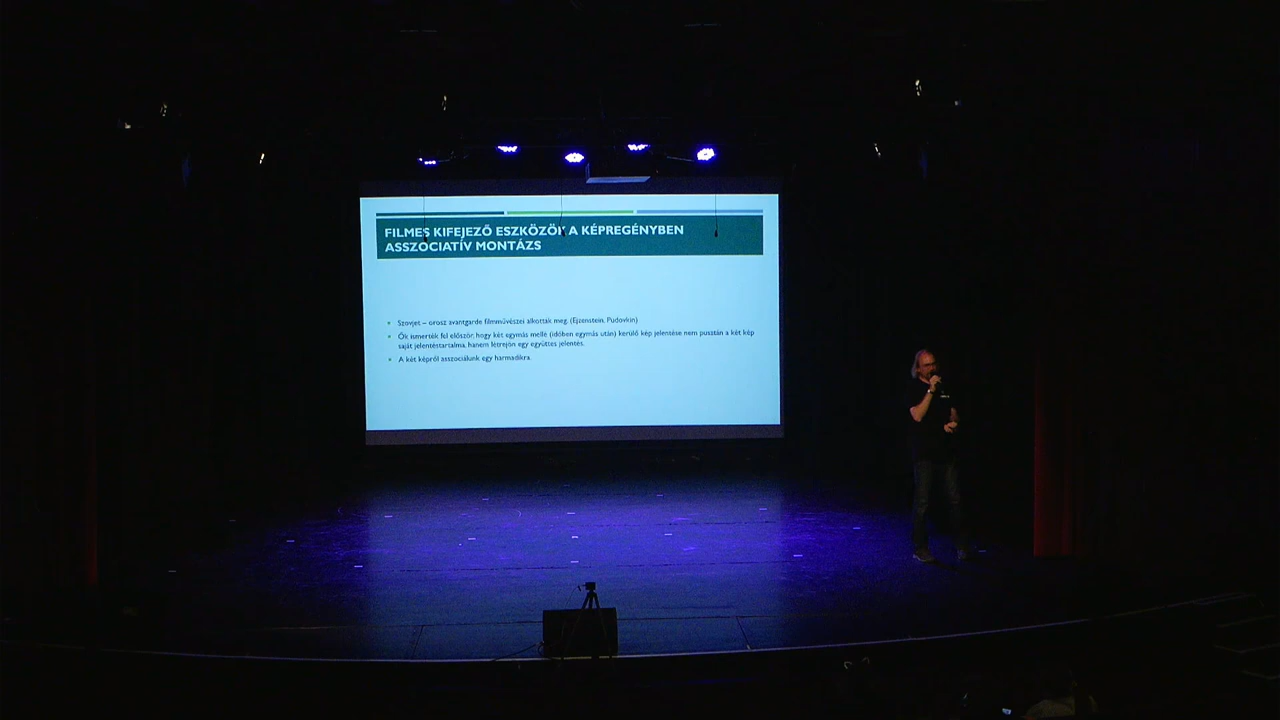 FILMES KIFEJEZŐ ESZKÖZÖK A KÉPREGÉNYBEN
ASSZOCIATÍV MONTÁZS
Szovjet – orosz avantgarde filmművészei alkották meg. (Ejzenstein, Pudovkin)
Ők ismerték fel először, hogy két egymás mellé (időben egymás után) kerülő kép jelentése nem pusztán a két kép
saját jelentéstartalma, hanem létrejön egy együttes jelentés.
A két képről asszociálunk egy harmadikra.